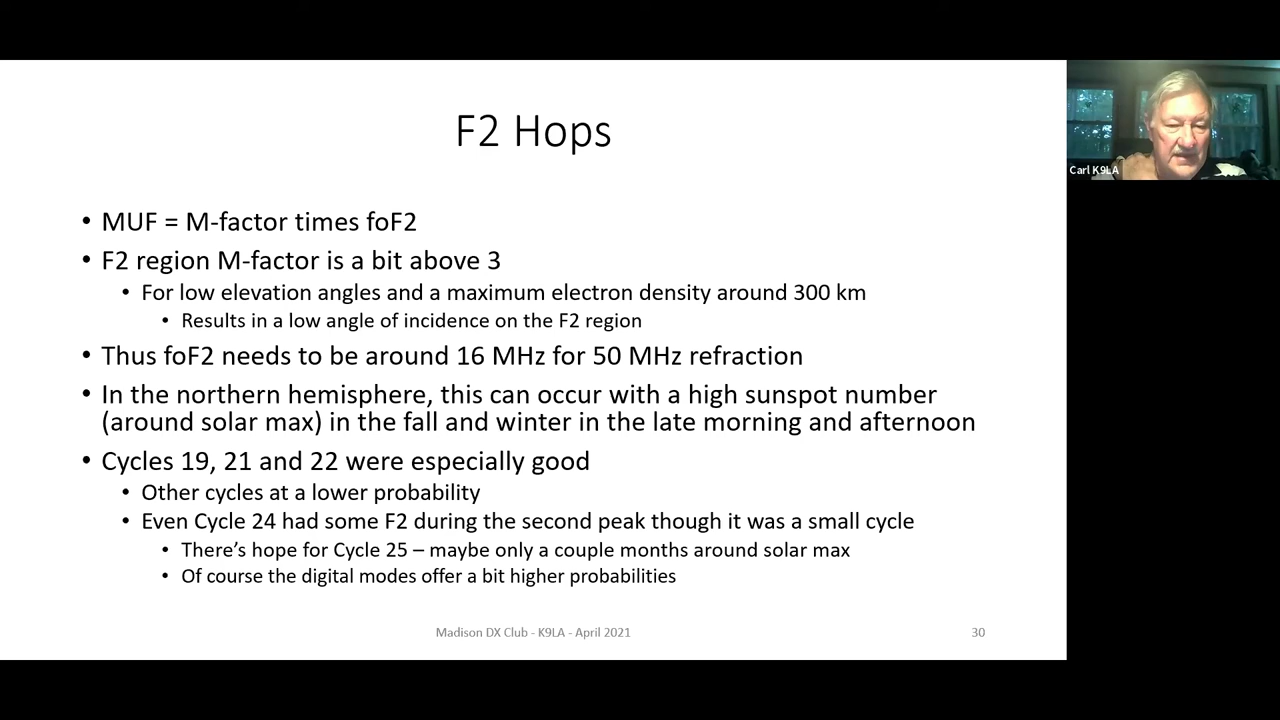 F2 Hops
• MUF = M-factor times foF2
• F2 region M-factor is a bit above 3
• For low elevation angles and a maximum electron density around 300 km
• Results in a low angle of incidence on the F2 region
• Thus foF2 needs to be around 16 MHz for 50 MHz refraction
• In the northern hemisphere, this can occur with a high sunspot number
(around solar max) in the fall and winter in the late morning and afternoon
• Cycles 19, 21 and 22 were especially good
• Other cycles at a lower probability
• Even Cycle 24 had some F2 during the second peak though it was a small cycle
• There’s hope for Cycle 25 – maybe only a couple months around solar max
• Of course the digital modes offer a bit higher probabilities
Madison DX Club - K9LA - April 2021
30
Carl K9LA